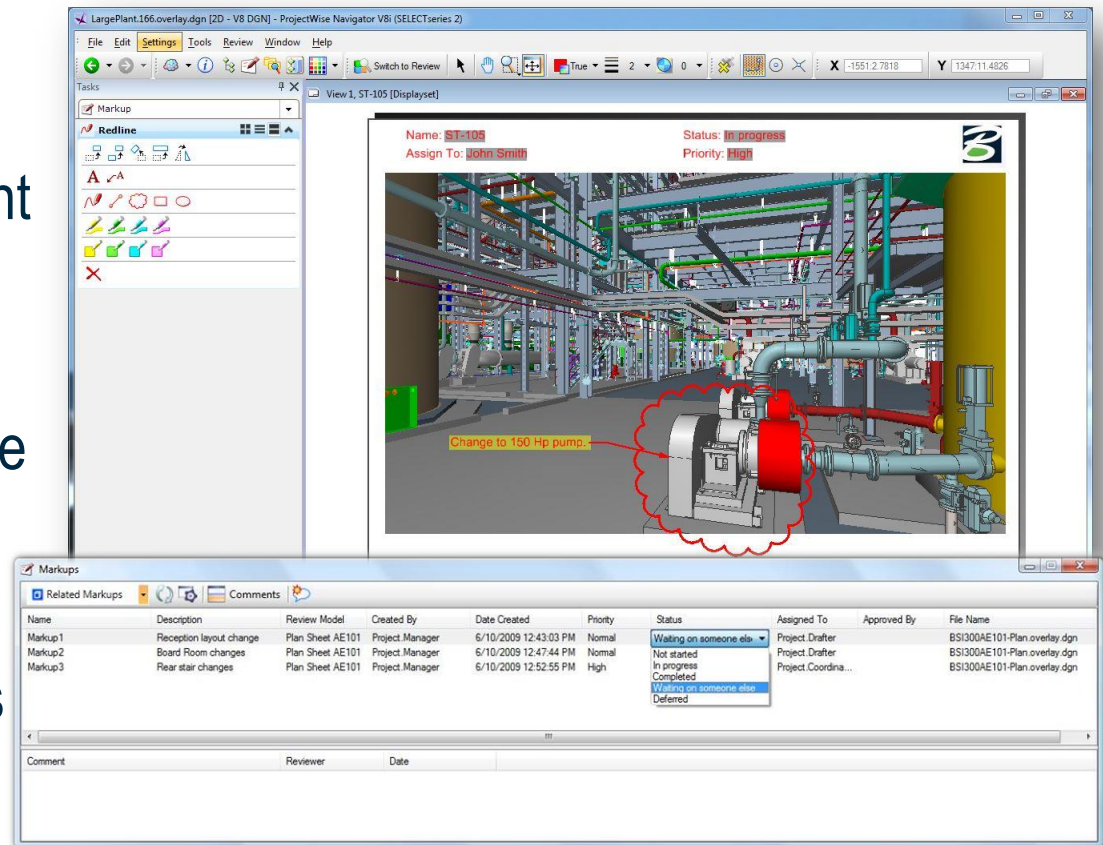 LargePlant.166.overlay.dgn [2D - V8 DGN] - ProjectWise Navigator V8i (SELECTseries 2)
File Edit Settings Tools Review Window Help
Switch to Review True 2 0 X -1551:2.7818 Y 1347:11.4826
Tasks
View 1, ST-105 [Displayset]
Markup
Redline
A A
Name: ST-105 Status: In progress
Assign To: John Smith Priority: High
nt
Change to 150 Hp pump.
e
s
Markups
Related Markups Comments
Name Description Review Model Created By Date Created Priority Status Assigned To Approved By File Name
Markup1 Reception layout change Plan Sheet AE101 Project.Manager 6/10/2009 12:43:03 PM Normal Waiting on someone els Project.Drafter BSI300AE101-Plan.overlay.dgn
Markup2 Board Room changes Plan Sheet AE101 Project.Manager 6/10/2009 12:47:44 PM Normal Not started Project.Drafter BSI300AE101-Plan.overlay.dgn
Markup3 Rear stair changes Plan Sheet AE101 Project.Manager 6/10/2009 12:52:55 PM High In progress Project.Coordina... BSI300AE101-Plan.overlay.dgn
Completed
Waiting on someone else
Deferred
Comment Reviewer Date